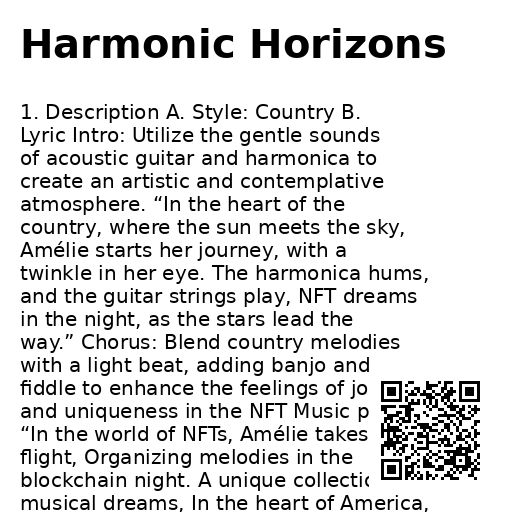 Harmonic Horizons
1. Description A. Style: Country B.
Lyric Intro: Utilize the gentle sounds
of acoustic guitar and harmonica to
create an artistic and contemplative
atmosphere. “In the heart of the
country, where the sun meets the sky,
Amélie starts her journey, with a
twinkle in her eye. The harmonica hums,
and the guitar strings play, NFT dreams
in the night, as the stars lead the
way.” Chorus: Blend country melodies
with a light beat, adding banjo and
fiddle to enhance the feelings of
and uniqueness in the NFT Music
“In the world of NFTs, Amélie takes
flight, Organizing melodies in the
blockchain night. A unique
musical dreams, In the heart of America,